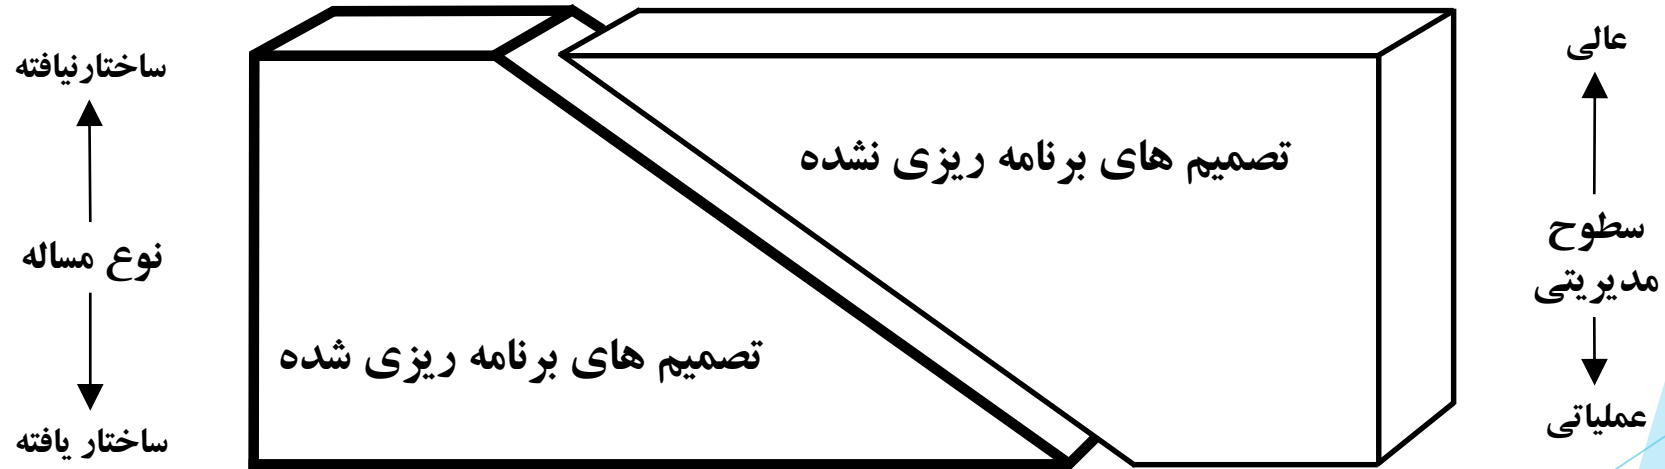 عالی
سطوح
مدیریتی
عملیاتی
تصمیم های برنامه ریزی نشده
تصمیم های برنامه ریزی شده
ساختارنیافته
نوع مساله
ساختار یافته